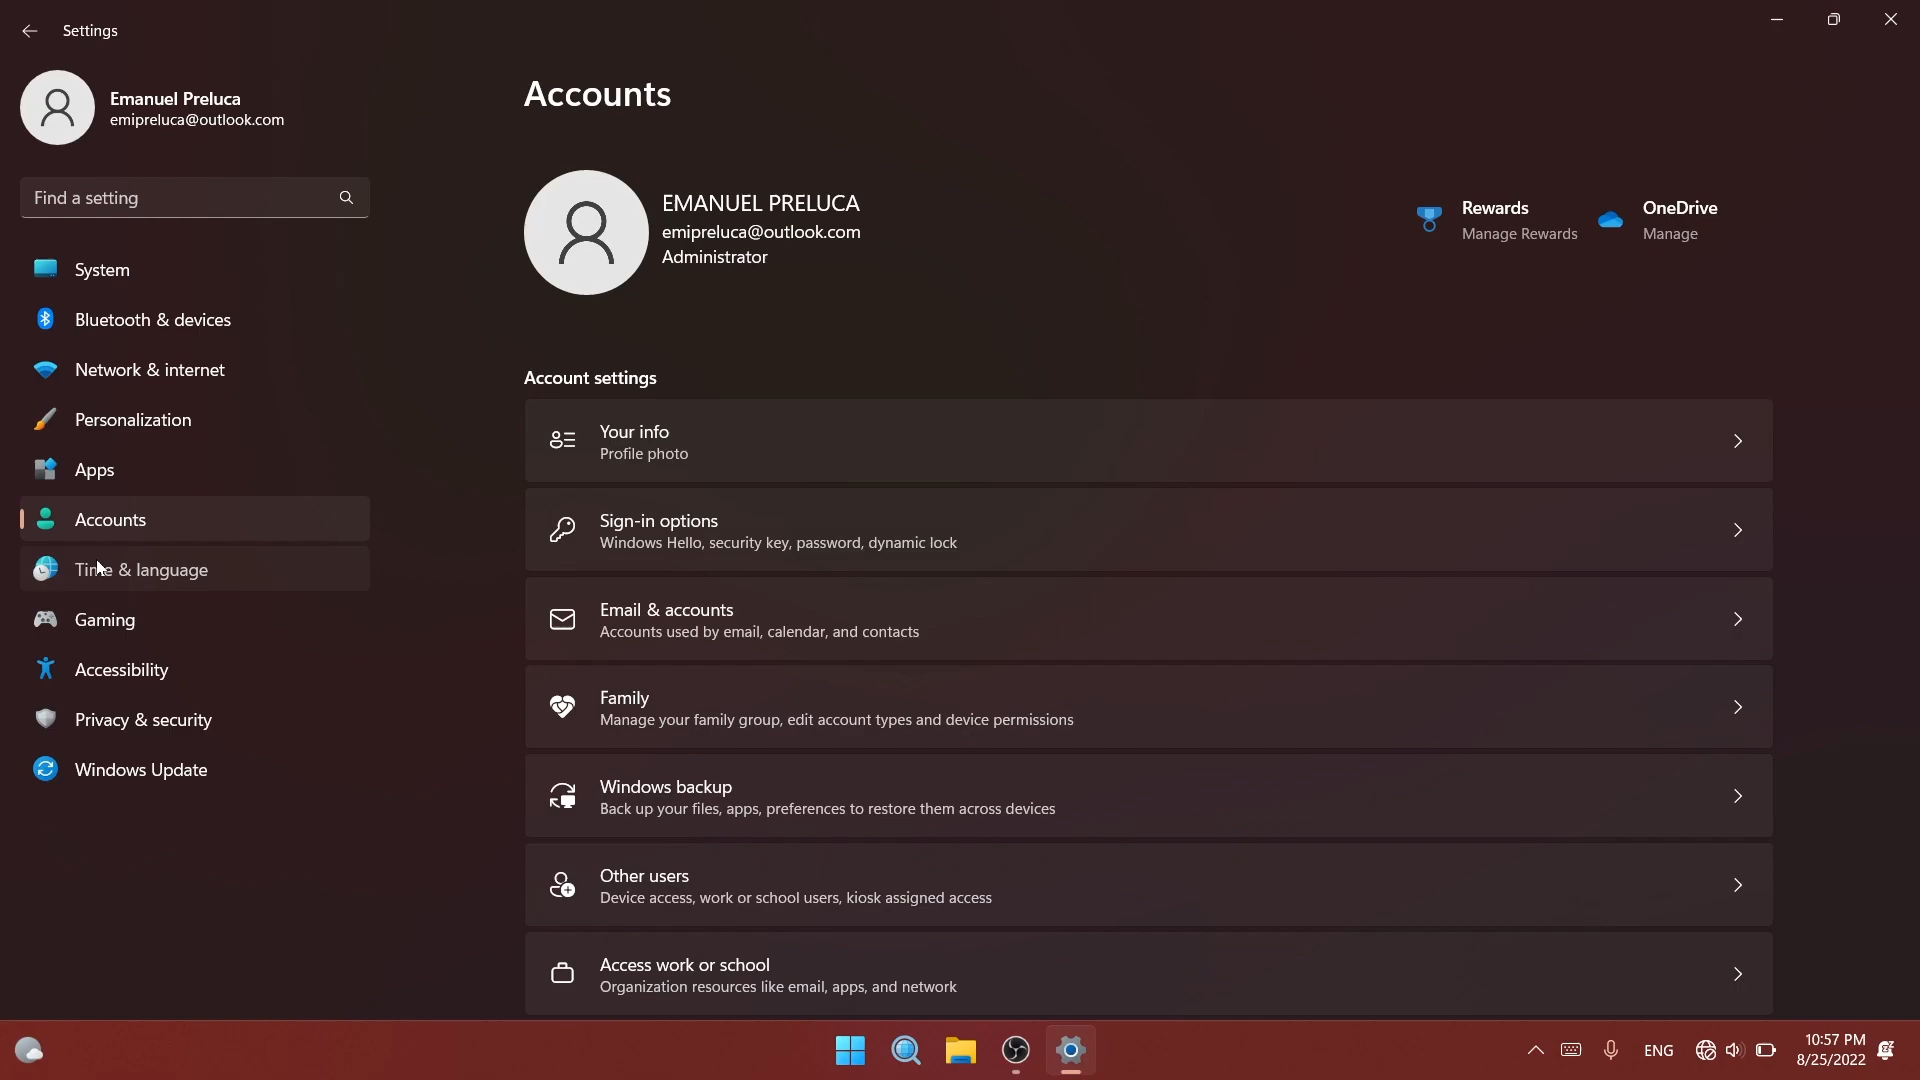 Settings
Emanuel Preluca
emipreluca@outlook.com
Find a setting
System
Bluetooth & devices
Network & internet
Personalization
Apps
Accounts
Time & language
Gaming
Accessibility
Privacy & security
Windows Update
Accounts
EMANUEL PRELUCA
emipreluca@outlook.com
Administrator
Rewards
Manage Rewards
OneDrive
Manage
Account settings
Your info
Profile photo
Sign-in options
Windows Hello, security key, password, dynamic lock
Email & accounts
Accounts used by email, calendar, and contacts
Family
Manage your family group, edit account types and device permissions
Windows backup
Back up your files, apps, preferences to restore them across devices
Other users
Device access, work or school users, kiosk assigned access
Access work or school
Organization resources like email, apps, and network
ENG
10:57 PM
8/25/2022